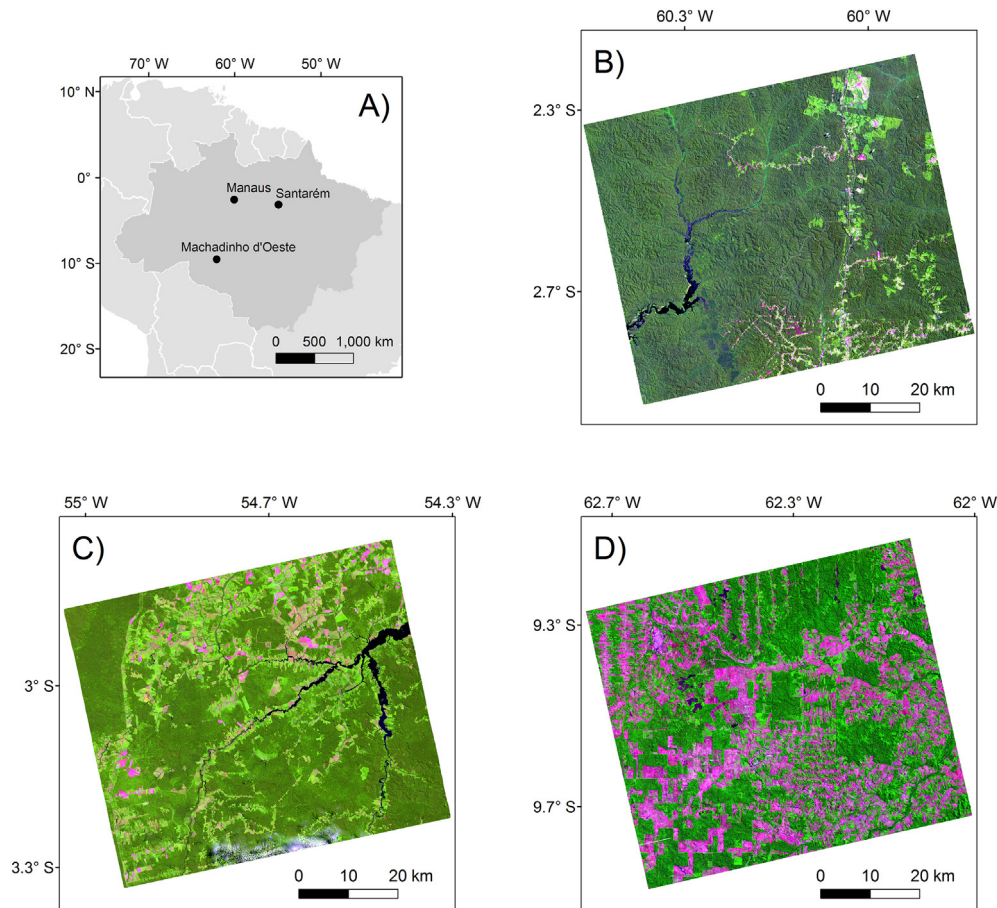 70° W 60° W 50° W
10° N
0°
10° S
20° S
A)
Manaus
Santarém
Machadinho d'Oeste
0 500 1,000 km
60.3° W 60° W
2.3° S
2.7° S
B)
0 10 20 km
55° W 54.7° W 54.3° W
3° S
3.3° S
C)
0 10 20 km
62.7° W 62.3° W 62° W
9.3° S
9.7° S
D)
0 10 20 km